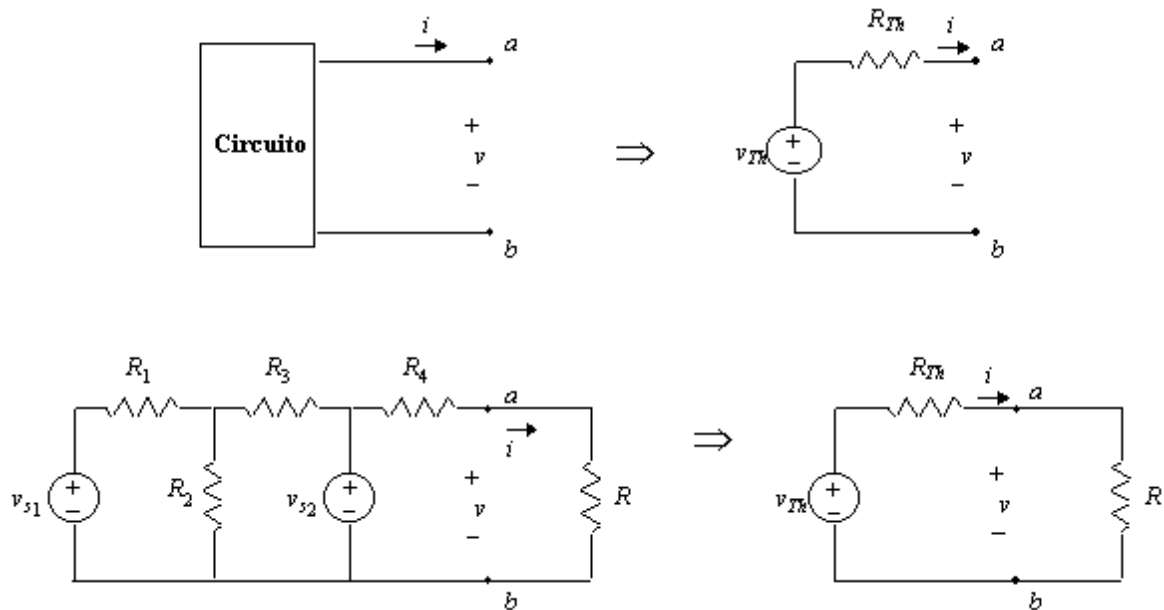 i
a
Circuito
+
v
−
b
⇒
R_Th
i
a
v_Th
+
−
+
v
−
b
R_1
R_3
R_4
a
i
v_s1
+
−
R_2
v_s2
+
−
+
v
−
R
b
⇒
R_Th
i
a
v_Th
+
−
+
v
−
R
b